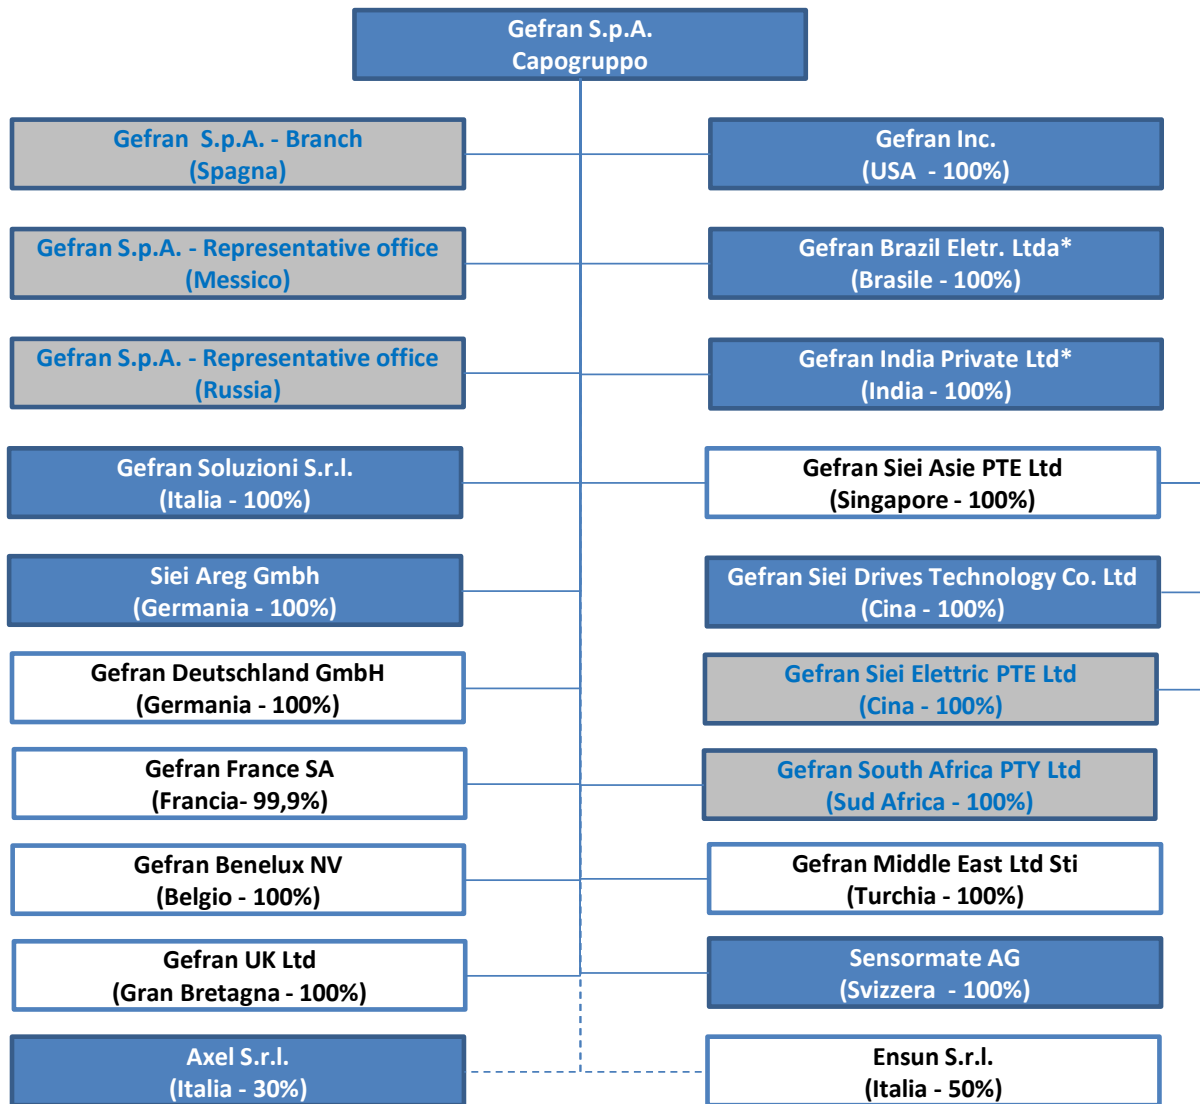 Gefran S.p.A.
Capogruppo
Gefran S.p.A. - Branch
(Spagna)
Gefran Inc.
(USA - 100%)
Gefran S.p.A. - Representative office
(Messico)
Gefran Brazil Eletr. Ltda*
(Brasile - 100%)
Gefran S.p.A. - Representative office
(Russia)
Gefran India Private Ltd*
(India - 100%)
Gefran Soluzioni S.r.l.
(Italia - 100%)
Gefran Siei Asie PTE Ltd
(Singapore - 100%)
Siei Areg Gmbh
(Germania - 100%)
Gefran Siei Drives Technology Co. Ltd
(Cina - 100%)
Gefran Deutschland GmbH
(Germania - 100%)
Gefran Siei Elettric PTE Ltd
(Cina - 100%)
Gefran France SA
(Francia- 99,9%)
Gefran South Africa PTY Ltd
(Sud Africa - 100%)
Gefran Benelux NV
(Belgio - 100%)
Gefran Middle East Ltd Sti
(Turchia - 100%)
Gefran UK Ltd
(Gran Bretagna - 100%)
Sensormate AG
(Svizzera - 100%)
Axel S.r.l.
(Italia - 30%)
Ensun S.r.l.
(Italia - 50%)